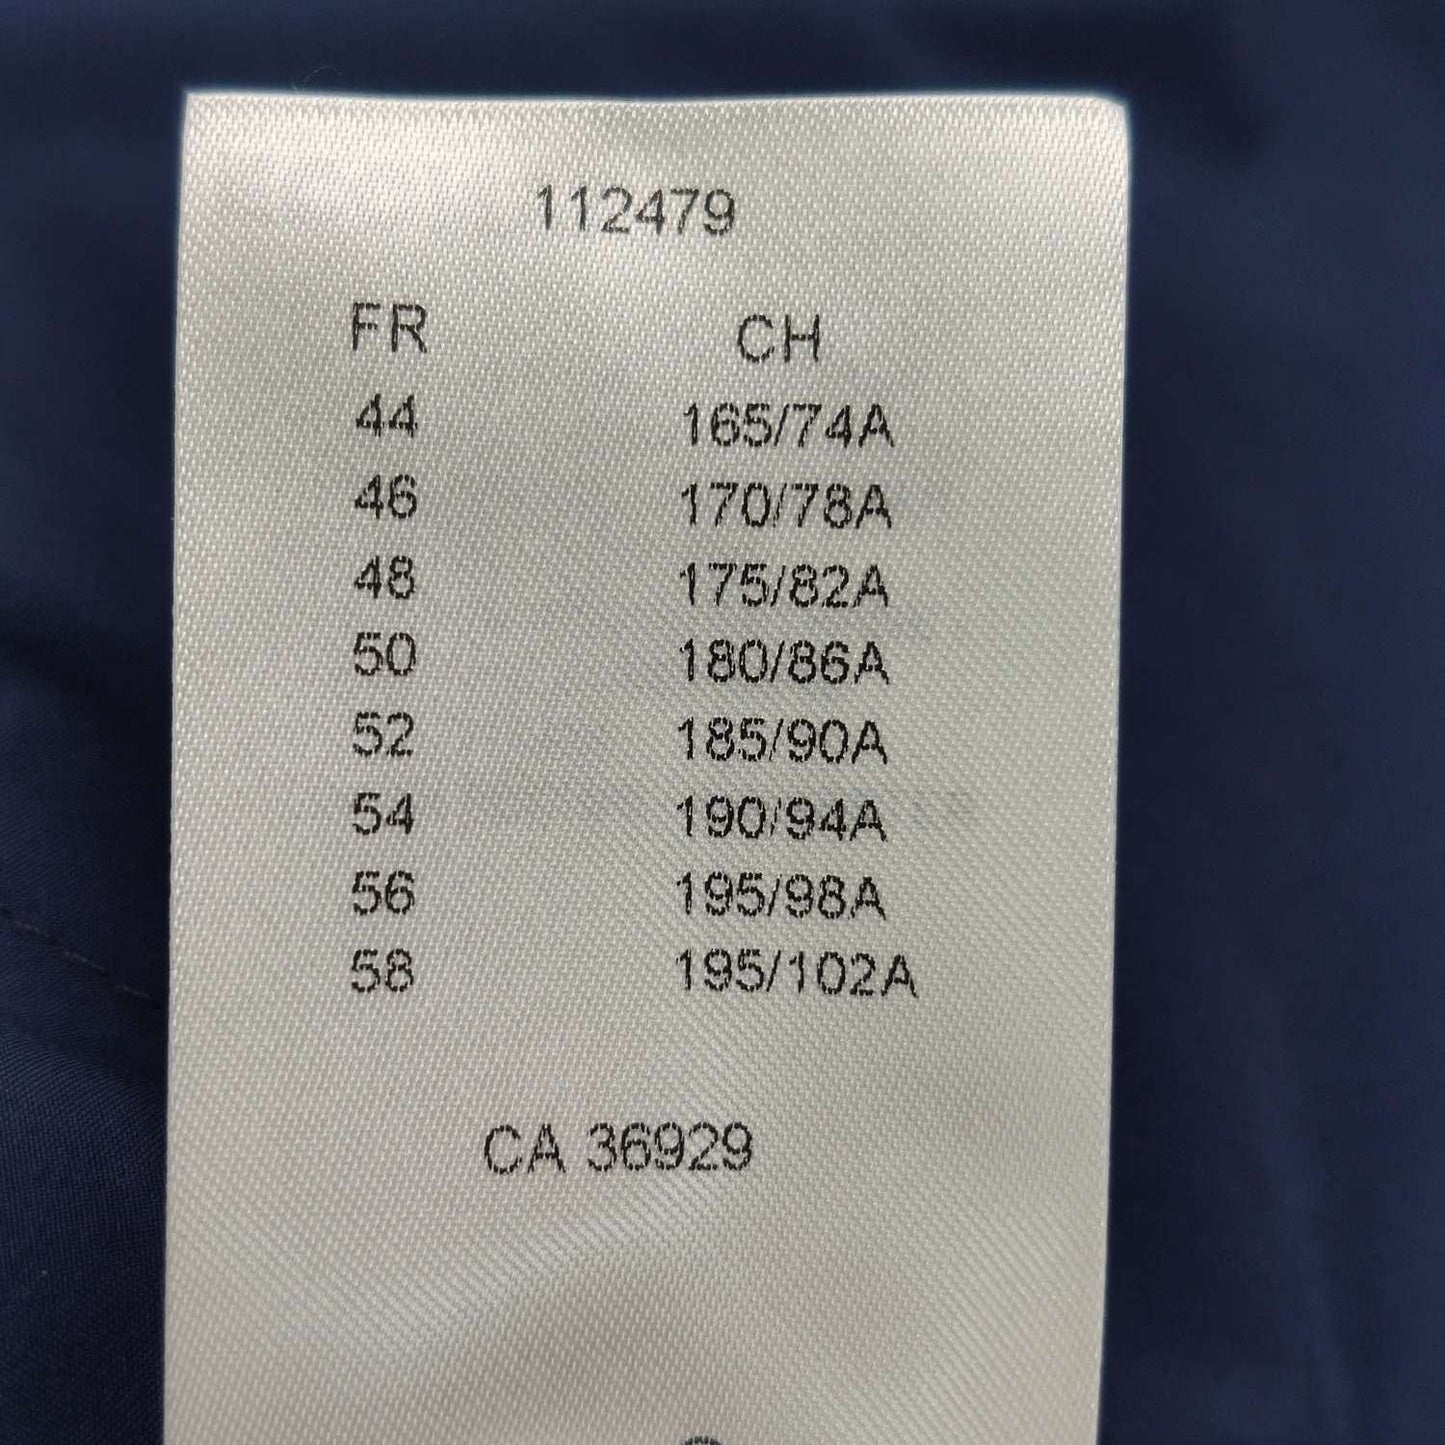 112479
FR CH
44 165/74A
46 170/78A
48 175/82A
50 180/86A
52 185/90A
54 190/94A
56 195/98A
58 195/102A
CA 36929